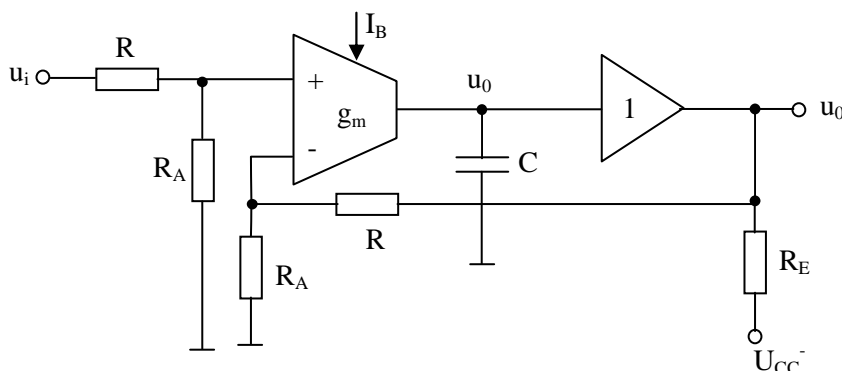 I_B
R
u_i
u_0
+
g_m
1
u_0
R_A
-
C
R
R_A
R_E
U_CC^-